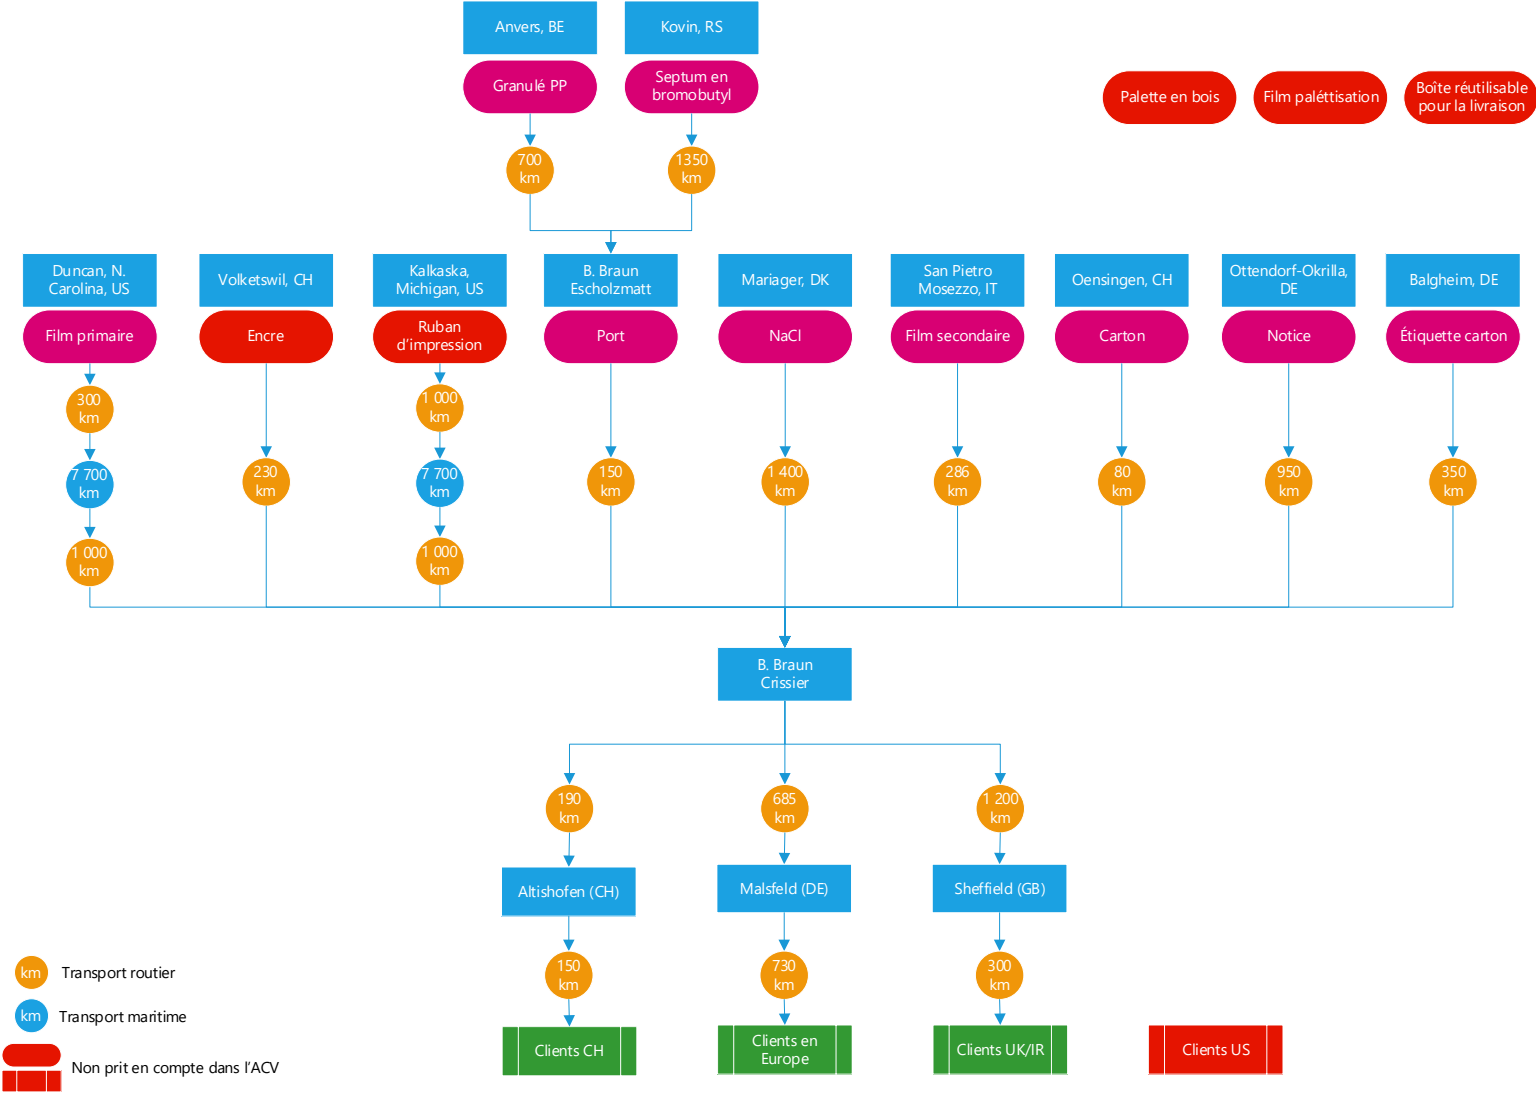 Anvers, BE
Kovin, RS
Granulé PP
Septum en
bromobutyl
Palette en bois
Film paléttisation
Boîte réutilisable
pour la livraison
700
km
1350
km
Duncan, N.
Carolina, US
Volketswil, CH
Kalkaska,
Michigan, US
B. Braun
Escholzmatt
Mariager, DK
San Pietro
Mosezzo, IT
Oensingen, CH
Ottendorf-Okrilla,
DE
Balgheim, DE
Film primaire
Encre
Ruban
d’impression
Port
NaCl
Film secondaire
Carton
Notice
Étiquette carton
300
km
1 000
km
7 700
km
230
km
7 700
km
150
km
1 400
km
286
km
80
km
950
km
350
km
1 000
km
1 000
km
B. Braun
Crissier
190
km
685
km
1 200
km
Altishofen (CH)
Malsfeld (DE)
Sheffield (GB)
150
km
730
km
300
km
Clients CH
Clients en
Europe
Clients UK/IR
Clients US
km
Transport routier
km
Transport maritime
Non prit en compte dans l’ACV